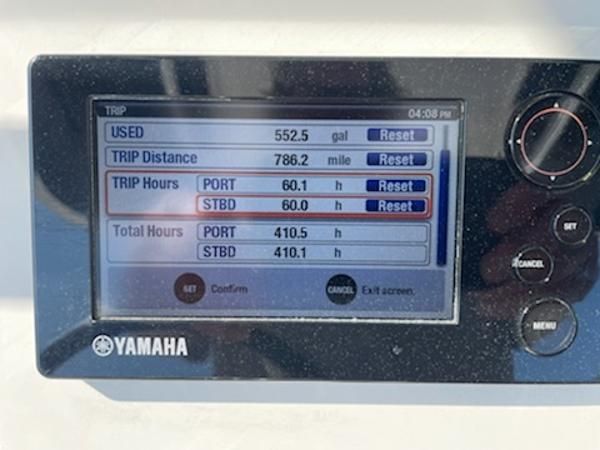 TRIP 04:08 PM
USED 552.5 gal Reset
TRIP Distance 786.2 mile Reset
TRIP Hours PORT 60.1 h Reset
STBD 60.0 h Reset
Total Hours PORT 410.5 h
STBD 410.1 h
SET Confirm CANCEL Exit screen.
YAMAHA
SET
CANCEL
MENU